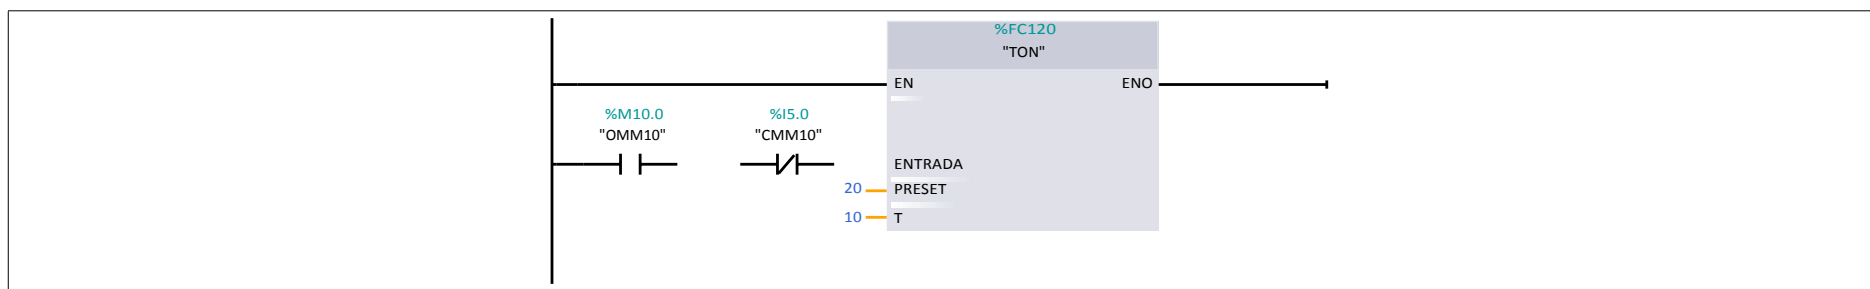 %FC120
"TON"
EN ENO
%M10.0 %I5.0
"OMM10" "CMM10"
ENTRADA
20 PRESET
10 T